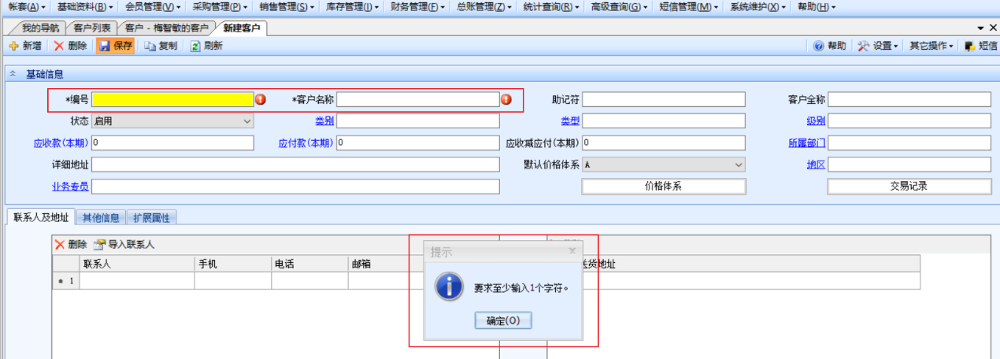 帐套(A) 基础资料(B) 会员管理(V) 采购管理(P) 销售管理(S) 库存管理(I) 财务管理(F) 总账管理(Z) 统计查询(R) 高级查询(G) 短信管理(M) 系统维护(X) 帮助(H)
我的导航 客户列表 客户 - 梅智敏的客户 新建客户
新增 删除 保存 复制 刷新 帮助 设置 其它操作 短信
基础信息
*编号 *客户名称 助记符 客户全称
状态 启用 类别 类型 级别
应收款(本期) 0 应付款(本期) 0 应收减应付(本期) 0 所属部门
详细地址 默认价格体系 A 地区
业务专员 价格体系 交易记录
联系人及地址 其他信息 扩展属性
删除 导入联系人
联系人 手机 电话 邮箱 送货地址
* 1
提示
要求至少输入1个字符。
确定(O)